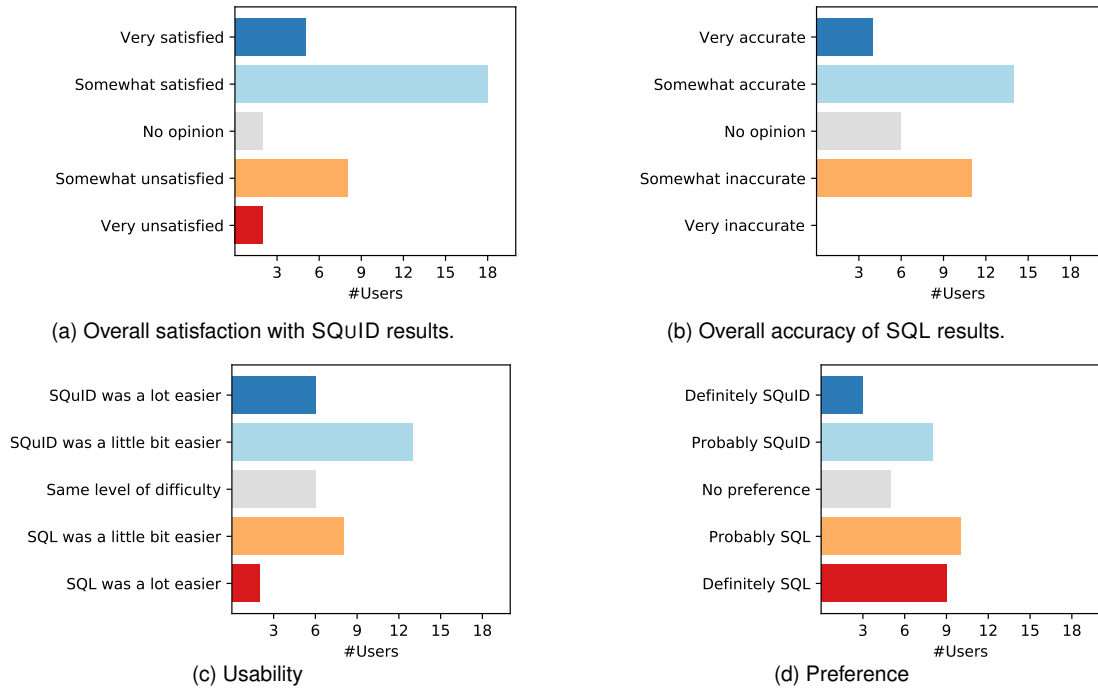 Very satisfied
Somewhat satisfied
No opinion
Somewhat unsatisfied
Very unsatisfied
3 6 9 12 15 18
#Users
(a) Overall satisfaction with SQUID results.
Very accurate
Somewhat accurate
No opinion
Somewhat inaccurate
Very inaccurate
3 6 9 12 15 18
#Users
(b) Overall accuracy of SQL results.
SQuID was a lot easier
SQuID was a little bit easier
Same level of difficulty
SQL was a little bit easier
SQL was a lot easier
3 6 9 12 15 18
#Users
(c) Usability
Definitely SQuID
Probably SQuID
No preference
Probably SQL
Definitely SQL
3 6 9 12 15 18
#Users
(d) Preference